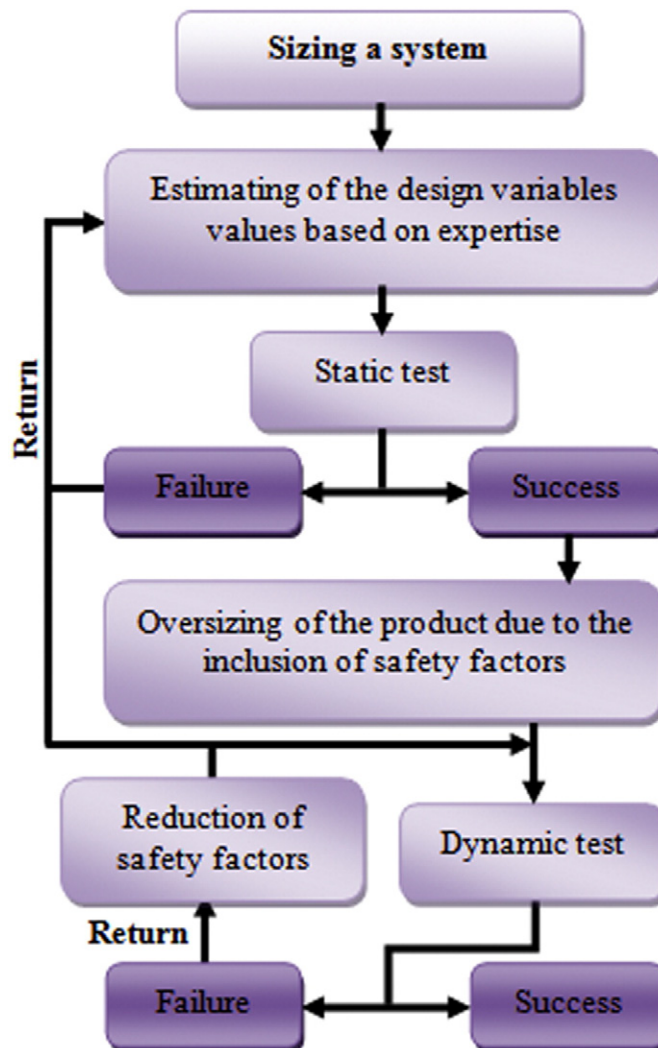 Sizing a system
Estimating of the design variables
values based on expertise
Static test
Return
Failure
Success
Oversizing of the product due to the
inclusion of safety factors
Reduction of
safety factors
Dynamic test
Return
Failure
Success